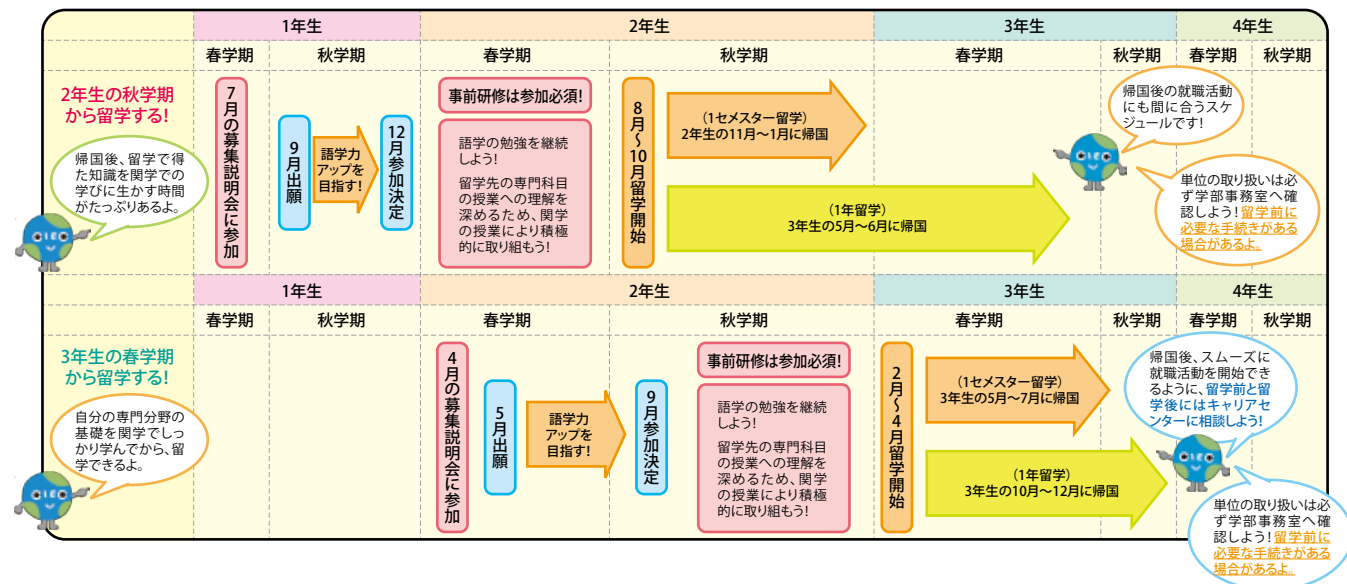 1年生
2年生
3年生
4年生
春学期
秋学期
春学期
秋学期
春学期
秋学期
春学期
秋学期
2年生の秋学期
から留学する!
帰国後、留学で得
た知識を関学での
学びに生かす時間
がたっぷりあるよ。
7月の募集説明会に参加
9月出願
語学力
アップを
目指す!
12月参加決定
事前研修は参加必須!
語学の勉強を継続
しよう!
留学先の専門科目
の授業への理解を
深めるため、関学
の授業により積極
的に取り組もう!
8月〜10月留学開始
(1セメスター留学)
2年生の11月〜1月に帰国
(1年留学)
3年生の5月〜6月に帰国
帰国後の就職活動
にも間に合うスケ
ジュールです!
単位の取り扱いは必
ず学部事務室へ確
認しよう!留学前に
必要な手続きがある
場合があるよ。
1年生
2年生
3年生
4年生
春学期
秋学期
春学期
秋学期
春学期
秋学期
春学期
秋学期
3年生の春学期
から留学する!
自分の専門分野の
基礎を関学でしっ
かり学んでから、留
学できるよ。
4月の募集説明会に参加
5月出願
語学力
アップを
目指す!
9月参加決定
事前研修は参加必須!
語学の勉強を継続
しよう!
留学先の専門科目
の授業への理解を
深めるため、関学
の授業により積極
的に取り組もう!
2月〜4月留学開始
(1セメスター留学)
3年生の5月〜7月に帰国
(1年留学)
3年生の10月〜12月に帰国
帰国後、スムーズに
就職活動を開始でき
るように、留学前と留
学後にはキャリアセ
ンターに相談しよう!
単位の取り扱いは必
ず学部事務室へ確
認しよう!留学前に
必要な手続きがある
場合があるよ。